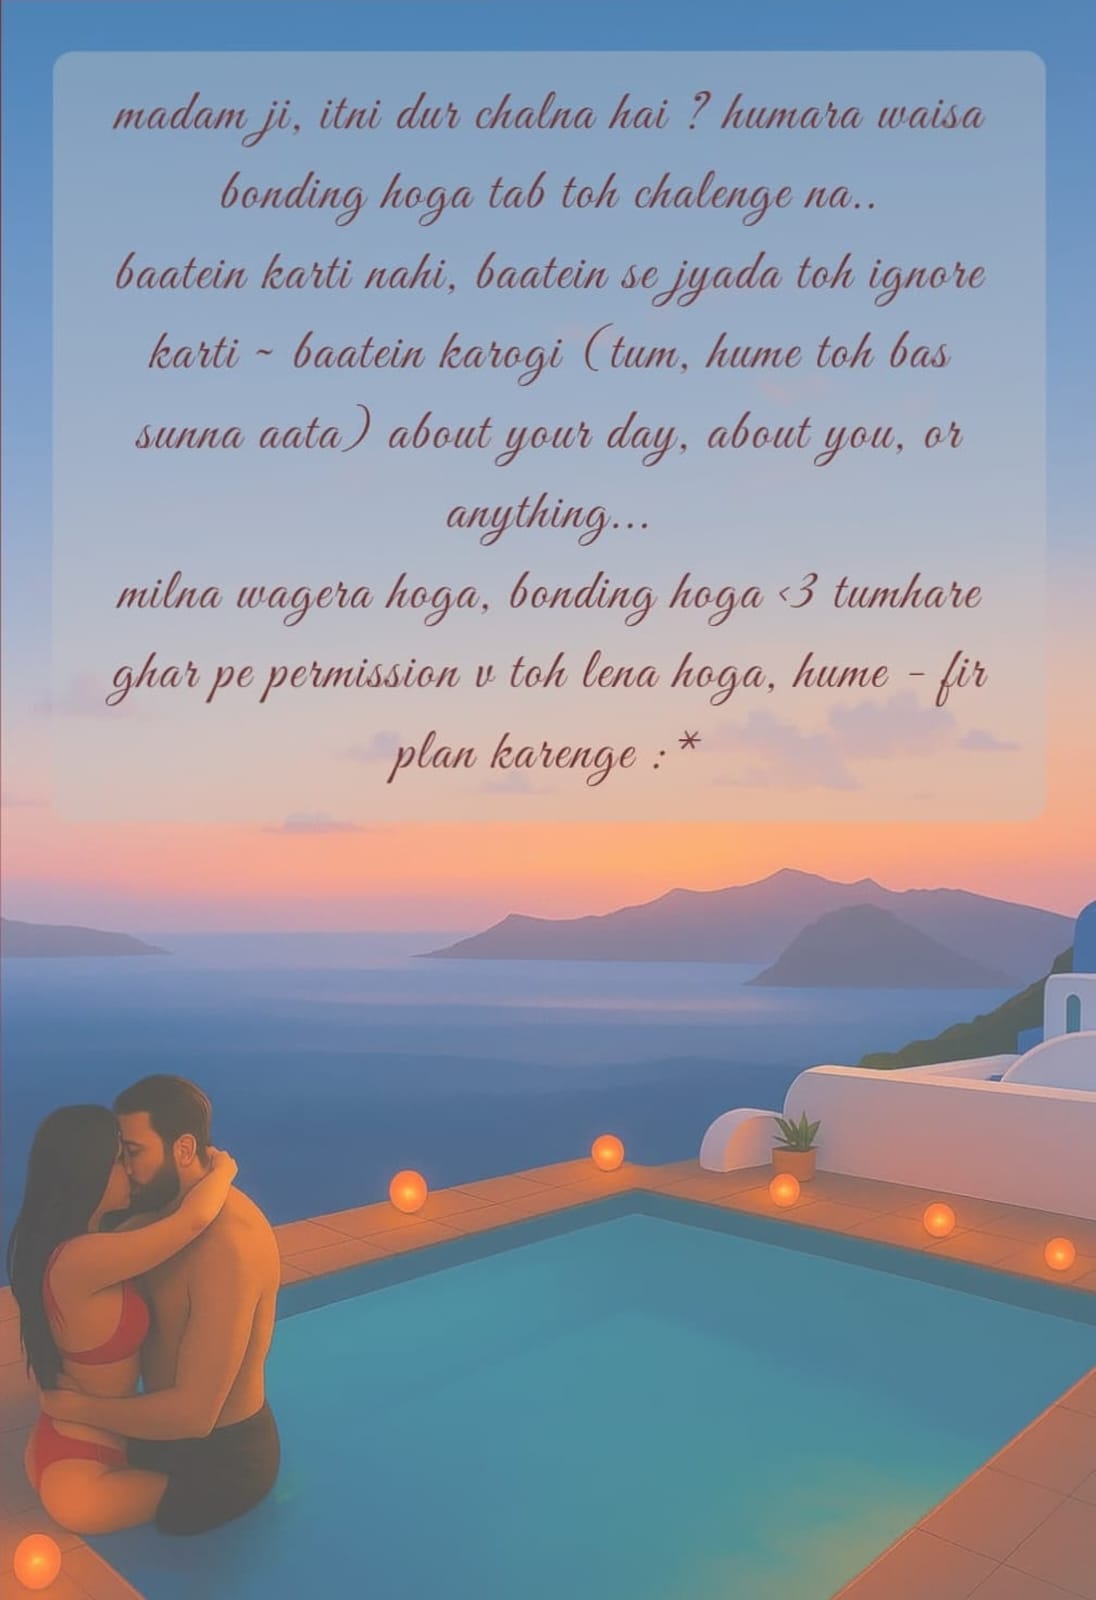 madam ji, itni dur chalna hai ? humara waisa
bonding hoga tab toh chalenge na..
baatein karti nahi, baatein se jyada toh ignore
karti ~ baatein karogi (tum, hume toh bas
sunna aata) about your day, about you, or
anything...
milna wagera hoga, bonding hoga <3 tumhare
ghar pe permission v toh lena hoga, hume - fir
plan karenge :*